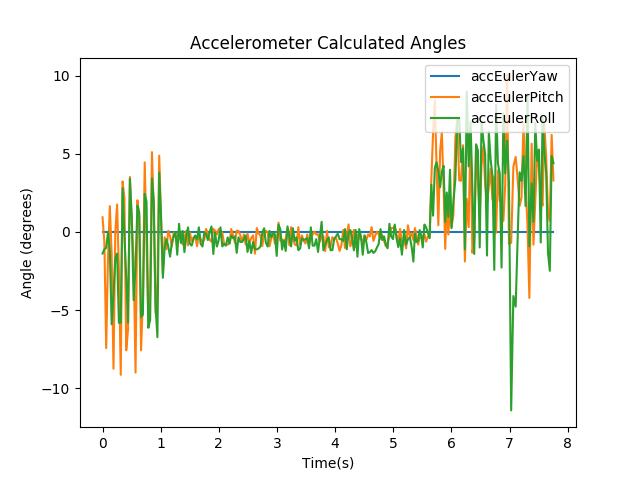 Accelerometer Calculated Angles
accEulerYaw
accEulerPitch
accEulerRoll
Angle (degrees)
10
5
0
−5
−10
0 1 2 3 4 5 6 7 8
Time(s)